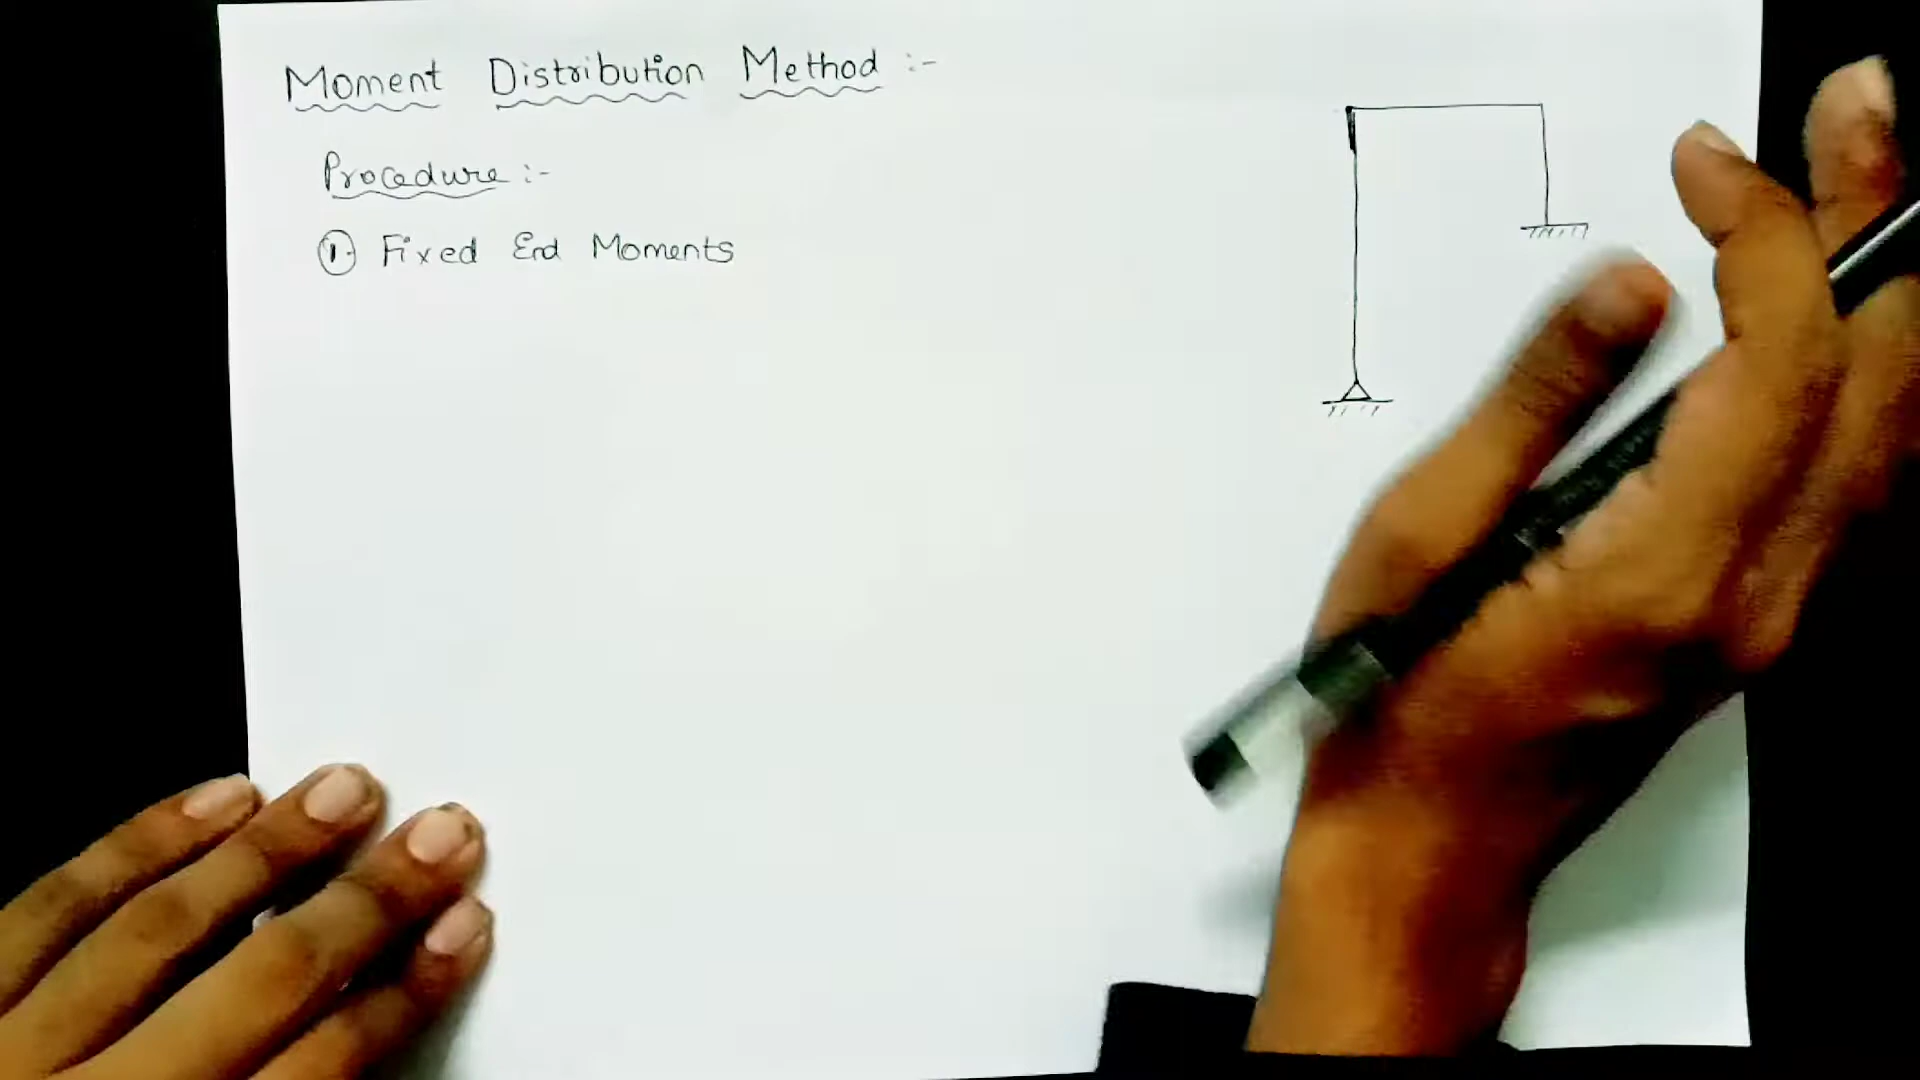 Moment Distribution Method :-
Procedure :-
1. Fixed End Moments